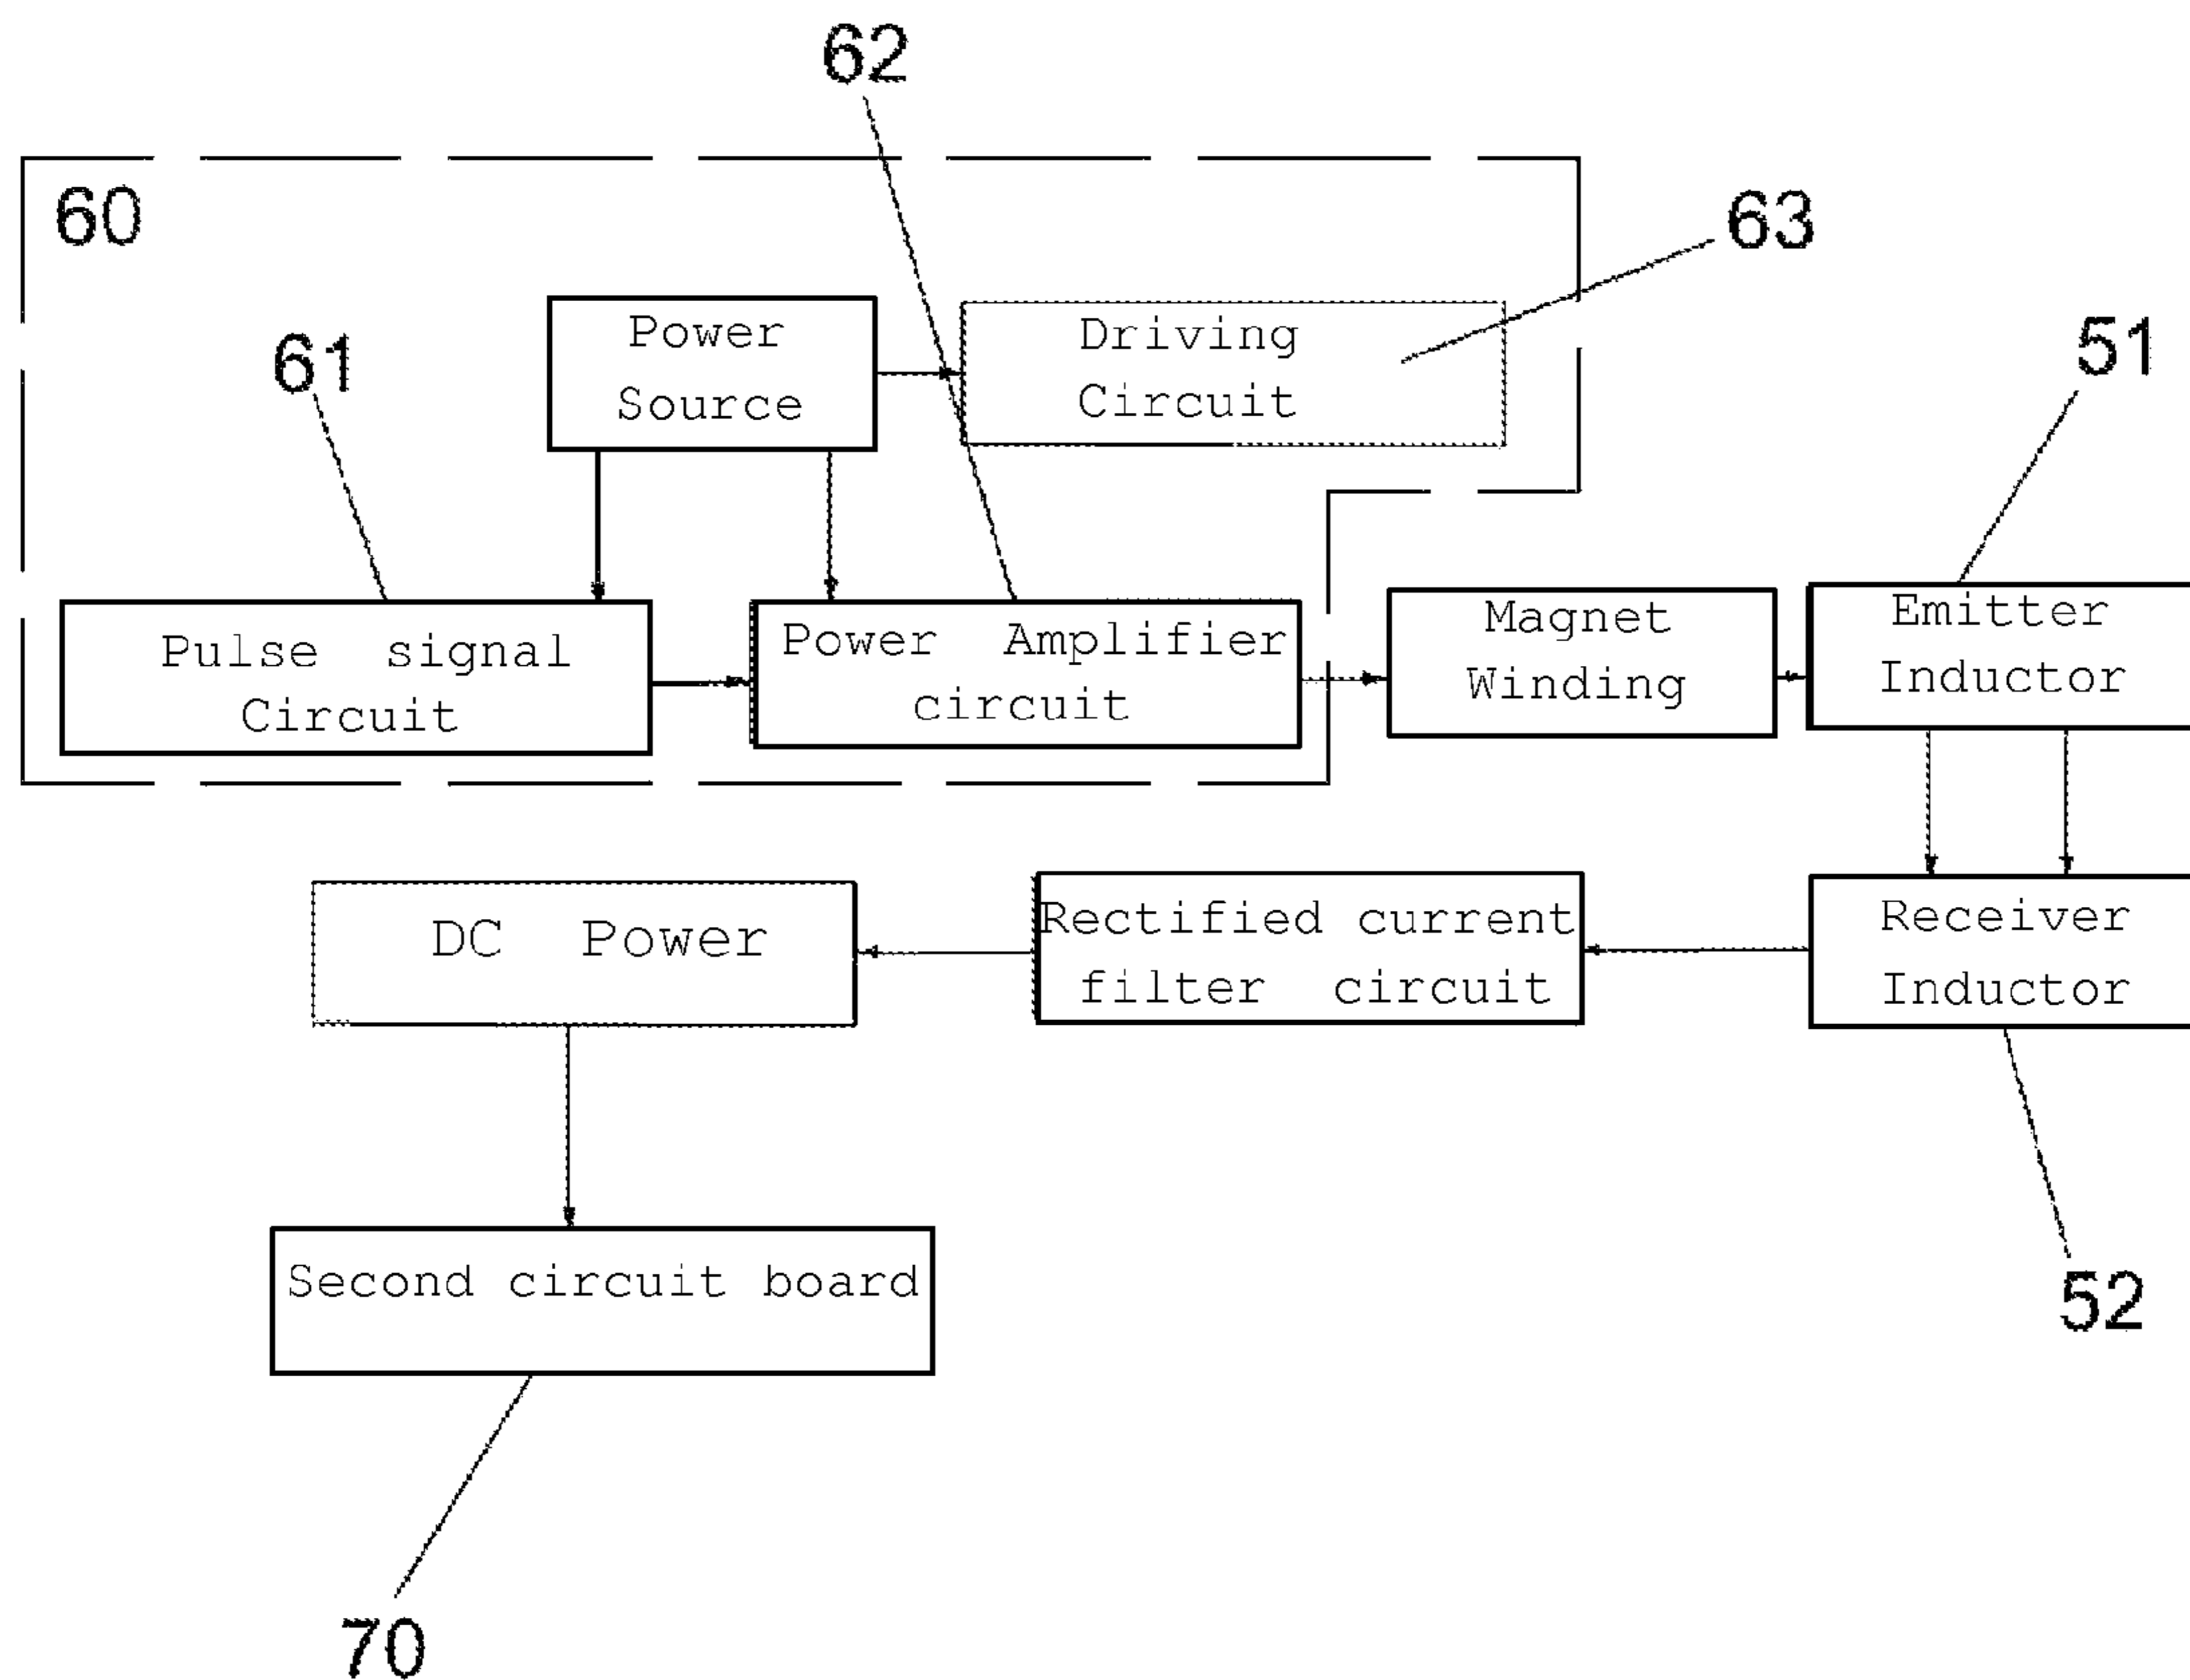 62
60
63
Power
Source
Driving
Circuit
61
51
Pulse signal
Circuit
Power Amplifier
circuit
Magnet
Winding
Emitter
Inductor
DC Power
Rectified current
filter circuit
Receiver
Inductor
Second circuit board
52
70